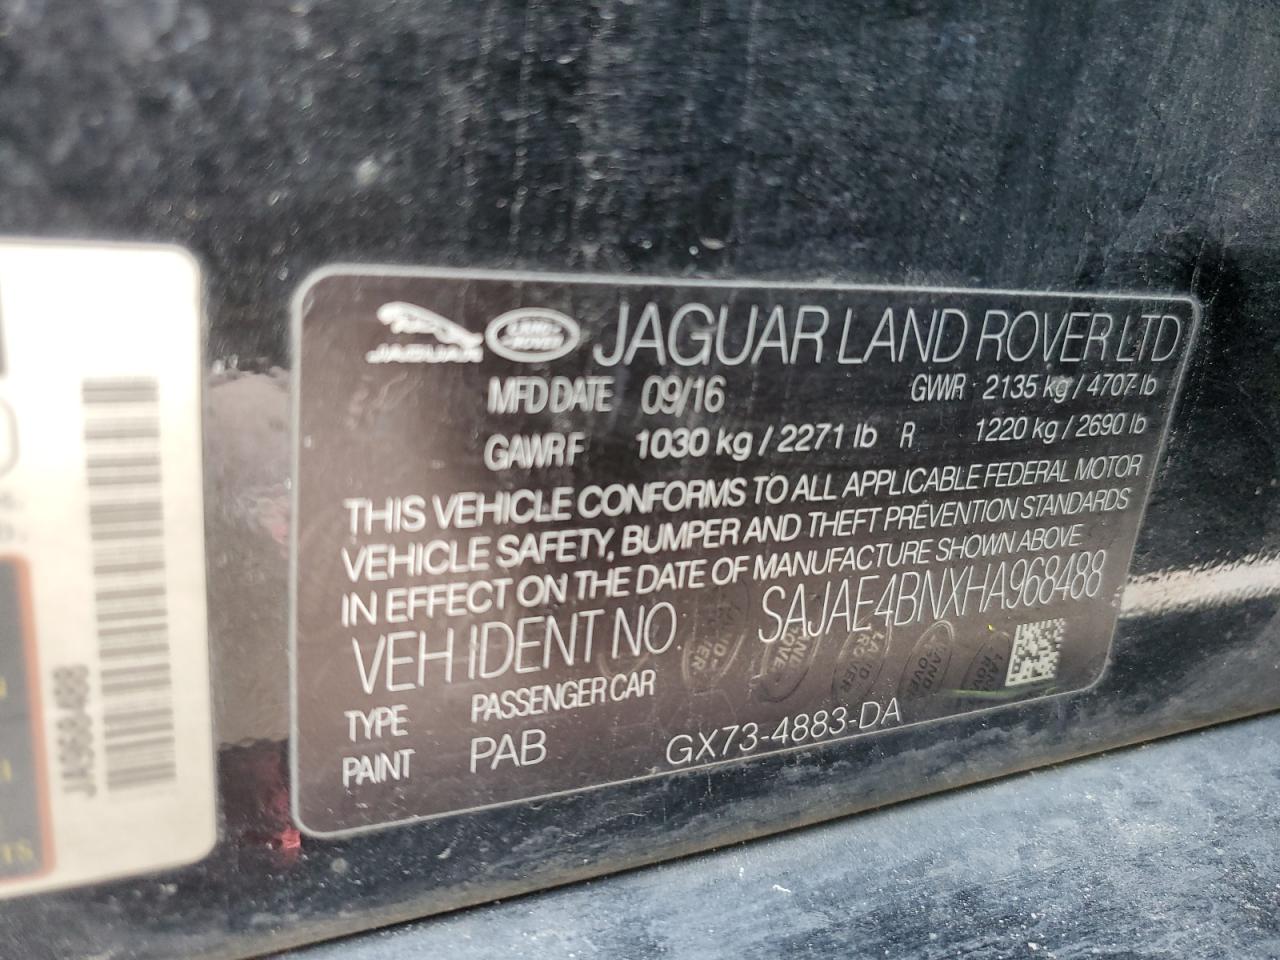 JAGUAR LAND ROVER JAGUAR LAND ROVER LTD
MFD DATE 09/16 GVWR 2135 kg / 4707 lb
GAWR F 1030 kg / 2271 lb R 1220 kg / 2690 lb
THIS VEHICLE CONFORMS TO ALL APPLICABLE FEDERAL MOTOR
VEHICLE SAFETY, BUMPER AND THEFT PREVENTION STANDARDS
IN EFFECT ON THE DATE OF MANUFACTURE SHOWN ABOVE
VEH IDENT NO SAJAE4BNXHA968488
TYPE PASSENGER CAR
PAINT PAB GX73-4883-DA
JA968488